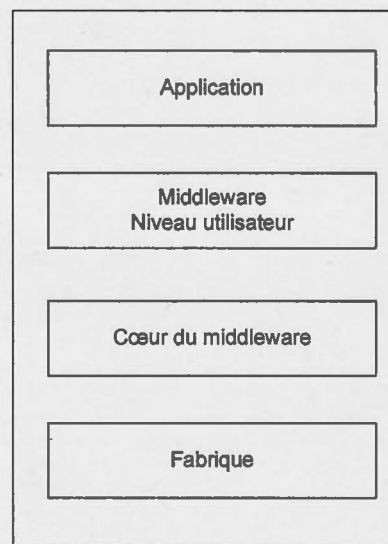 Application
Middleware
Niveau utilisateur
Cœur du middleware
Fabrique